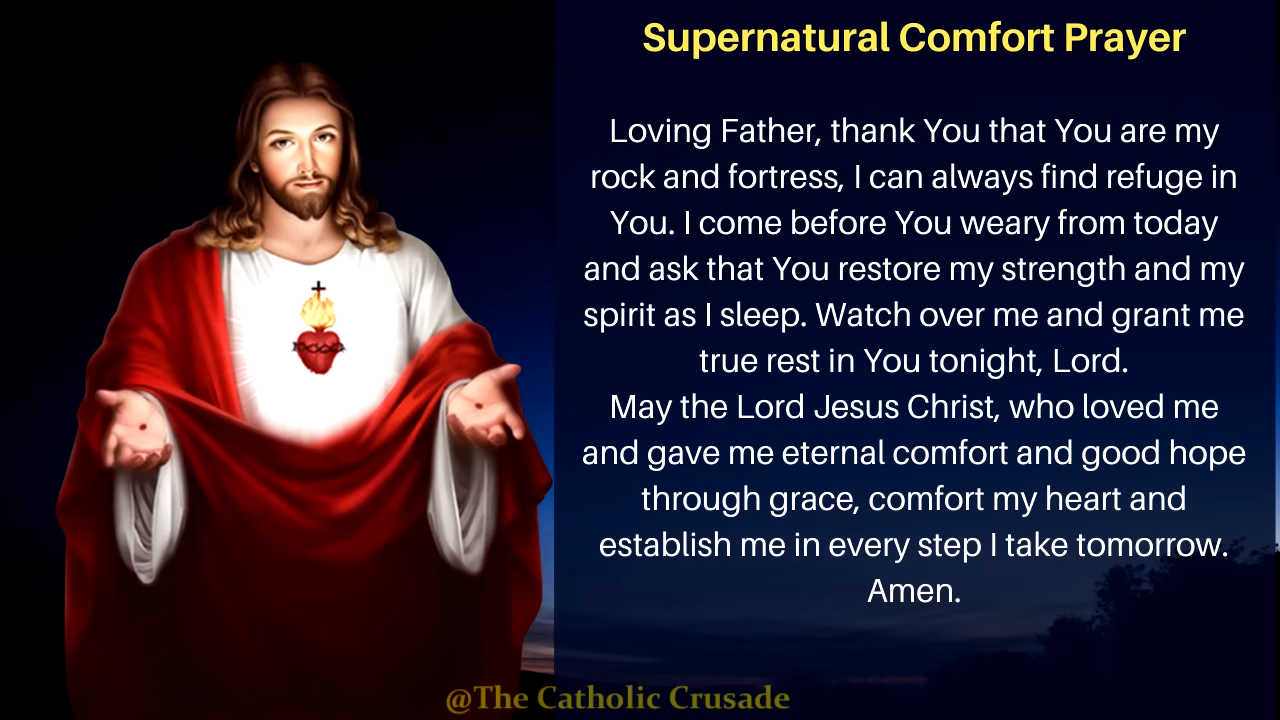 Supernatural Comfort Prayer
Loving Father, thank You that You are my
rock and fortress, I can always find refuge in
You. I come before You weary from today
and ask that You restore my strength and my
spirit as I sleep. Watch over me and grant me
true rest in You tonight, Lord.
May the Lord Jesus Christ, who loved me
and gave me eternal comfort and good hope
through grace, comfort my heart and
establish me in every step I take tomorrow.
Amen.
@The Catholic Crusade